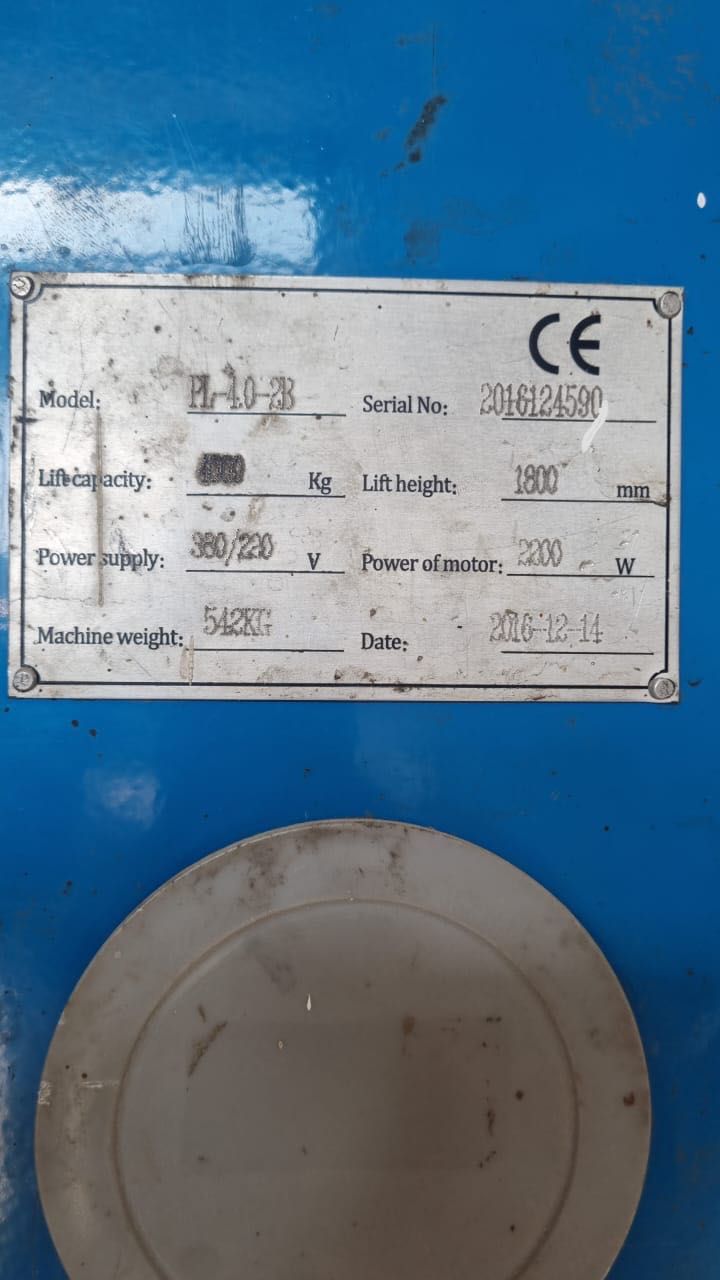 CE
Model: PL-4.0-2B Serial No: 2016124590
Lift capacity: 4000 Kg Lift height: 1800 mm
Power supply: 380/220 V Power of motor: 2200 W
Machine weight: 542KG Date: 2016-12-14